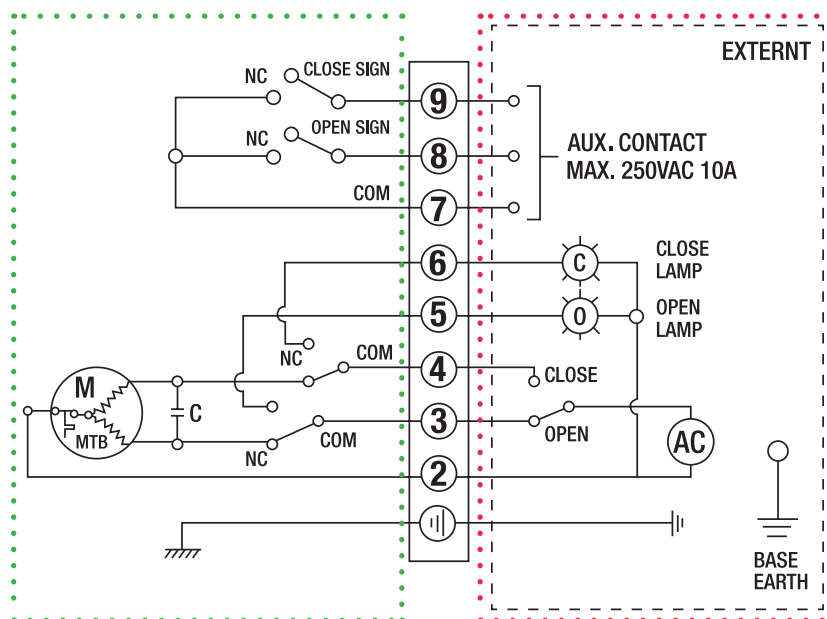 EXTERNT
NC
CLOSE SIGN
9
NC
OPEN SIGN
8
AUX. CONTACT
MAX. 250VAC 10A
COM
7
6
C
CLOSE
LAMP
5
O
OPEN
LAMP
NC
COM
4
CLOSE
M
MTB
C
NC
COM
3
OPEN
AC
2
BASE
EARTH